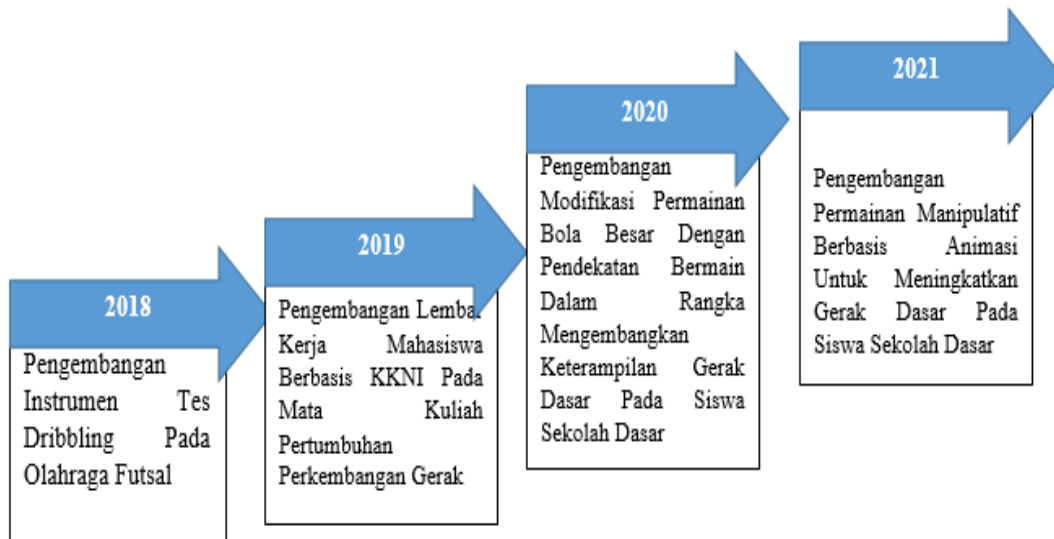 2018
Pengembangan
Instrumen Tes
Dribbling Pada
Olahraga Futsal
2019
Pengembangan Lembar
Kerja Mahasiswa
Berbasis KKNI Pada
Mata Kuliah
Pertumbuhan
Perkembangan Gerak
2020
Pengembangan
Modifikasi Permainan
Bola Besar Dengan
Pendekatan Bermain
Dalam Rangka
Mengembangkan
Keterampilan Gerak
Dasar Pada Siswa
Sekolah Dasar
2021
Pengembangan
Permainan Manipulatif
Berbasis Animasi
Untuk Meningkatkan
Gerak Dasar Pada
Siswa Sekolah Dasar